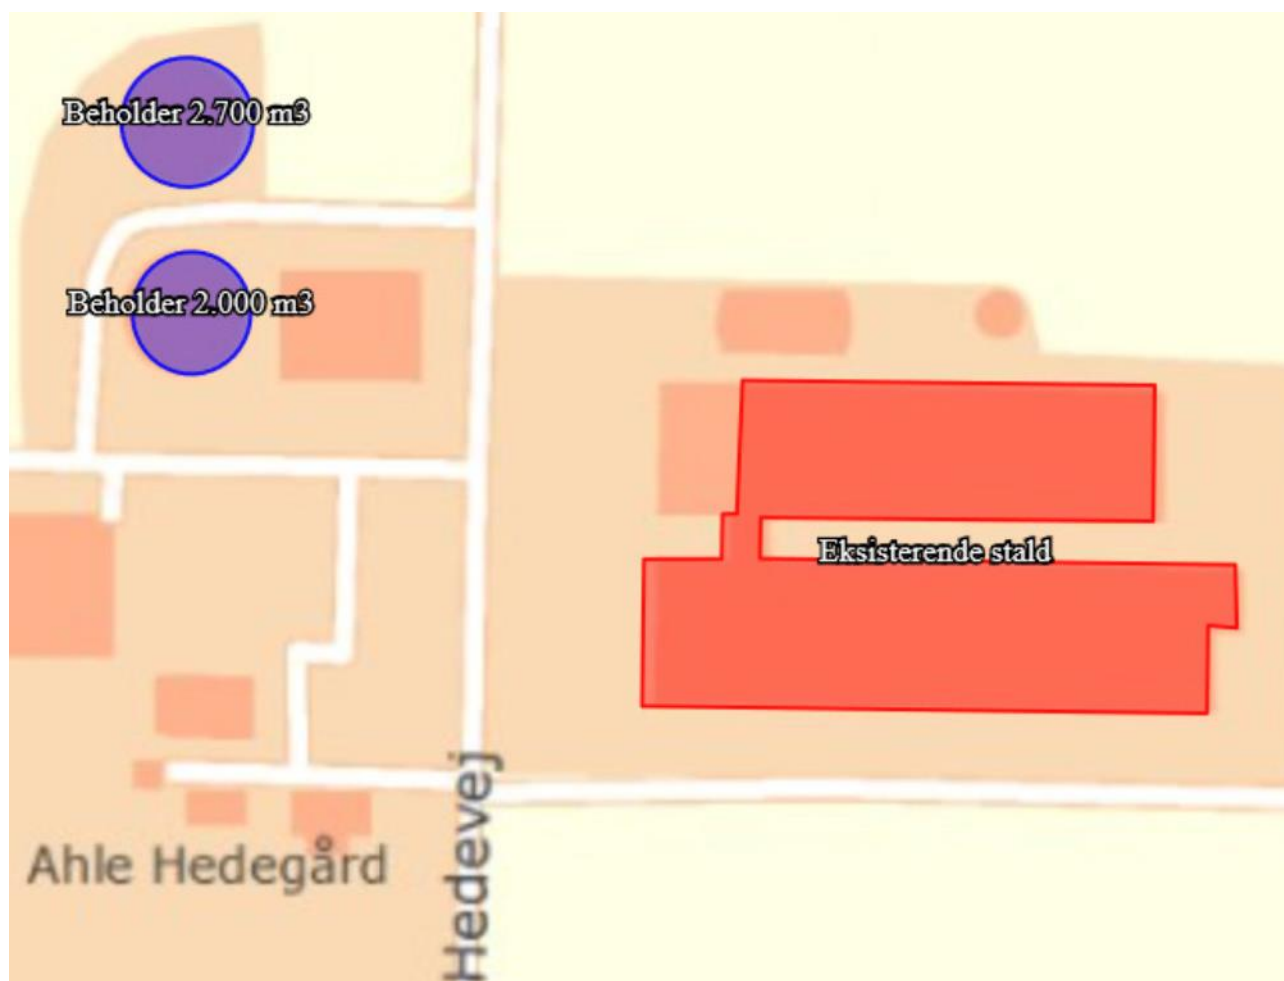 Beholder 2.700 m3
Beholder 2.000 m3
Eksisterende stald
Ahle Hedegård
Hedevej